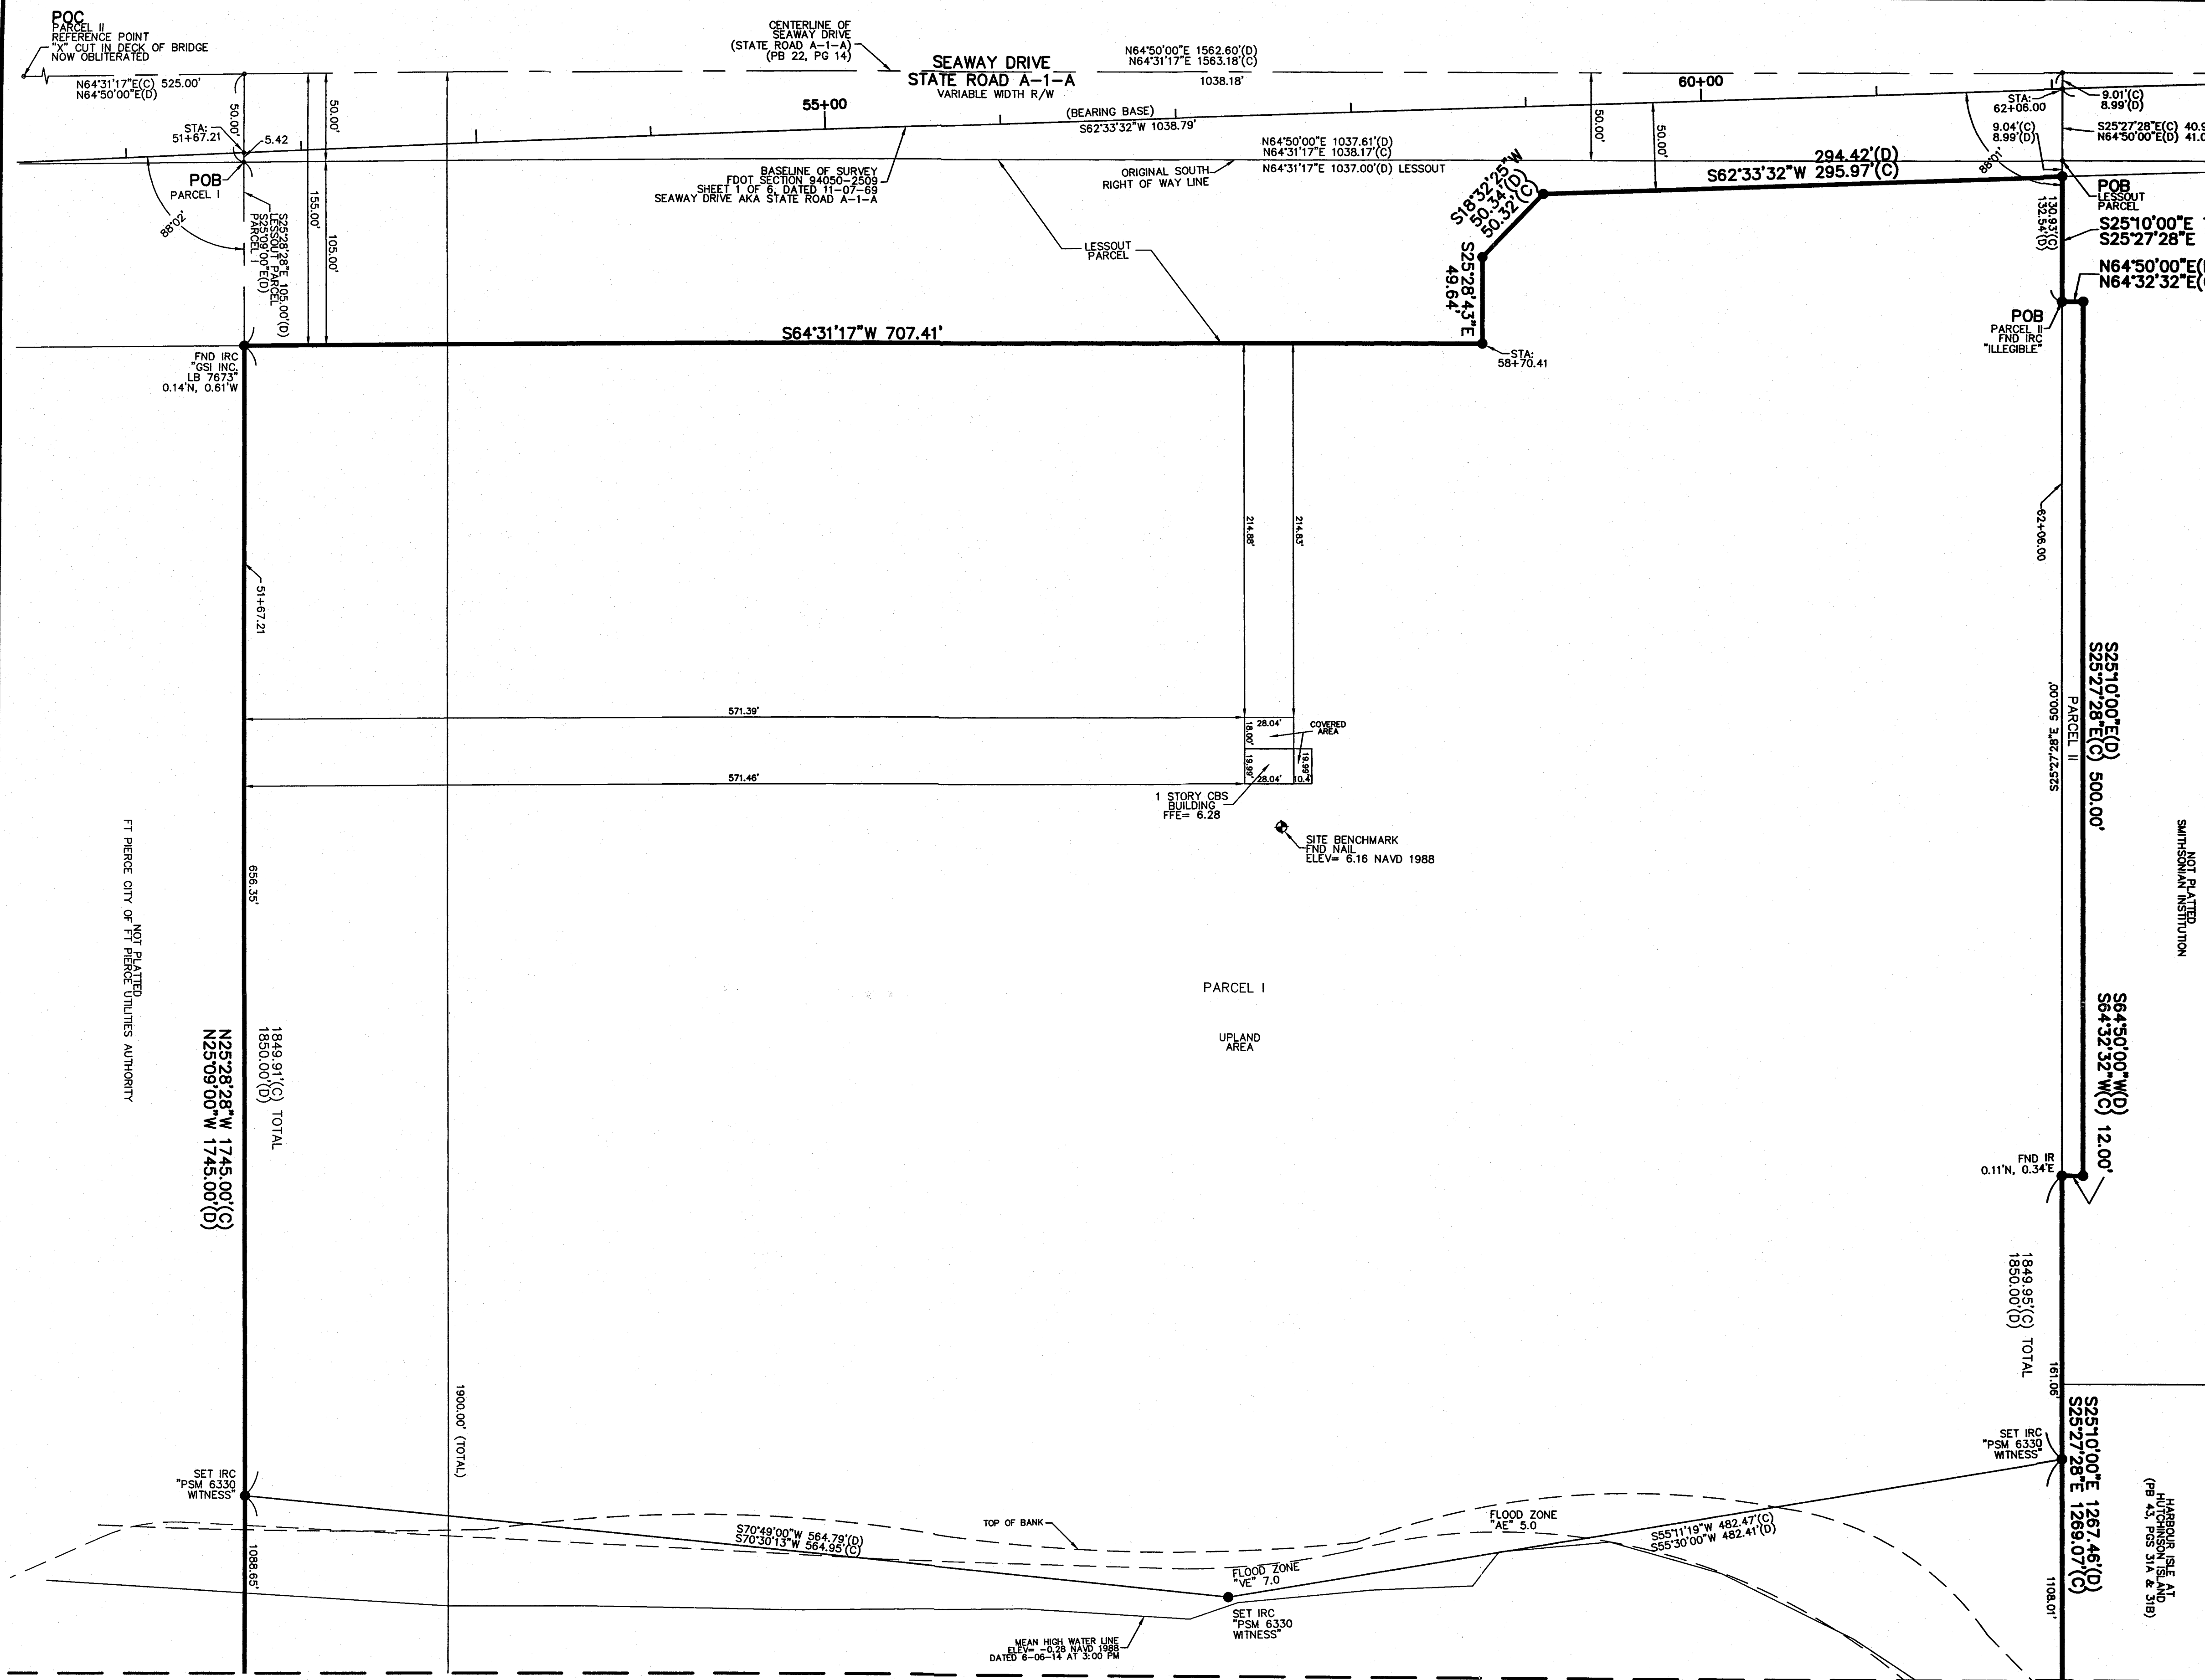 POC
PARCEL II
REFERENCE POINT
"X" CUT IN DECK OF BRIDGE
NOW OBLITERATED
N64°31'17"E(C) 525.00'
N64°50'00"E(D)
CENTERLINE OF
SEAWAY DRIVE
(STATE ROAD A-1-A)
(PB 22, PG 14)
SEAWAY DRIVE
STATE ROAD A-1-A
VARIABLE WIDTH R/W
N64°50'00"E 1562.60'(D)
N64°31'17"E 1563.18'(C)
1038.18'
55+00
60+00
(BEARING BASE)
S62°33'32"W 1038.79'
STA:
51+67.21
5.42
50.00'
50.00'
155.00'
105.00'
POB
PARCEL I
88°02'
S25°28'28"E 105.00'(D)
LESSOUT PARCEL
S25°09'00"E(D)
PARCEL I
BASELINE OF SURVEY
FDOT SECTION 94050-2509
SHEET 1 OF 6, DATED 11-07-69
SEAWAY DRIVE AKA STATE ROAD A-1-A
ORIGINAL SOUTH
RIGHT OF WAY LINE
N64°50'00"E 1037.61'(D)
N64°31'17"E 1038.17'(C)
N64°31'17"E 1037.00'(D) LESSOUT
LESSOUT
PARCEL
50.00'
50.00'
S18°32'25"W
50.34'(D)
50.32'(C)
S25°28'43"E
49.64'
294.42'(D)
S62°33'32"W 295.97'(C)
88°01'
STA:
62+06.00
9.01'(C)
8.99'(D)
9.04'(C)
8.99'(D)
S25°27'28"E(C)
N64°50'00"E(D)
POB
LESSOUT
PARCEL
130.93'(C)
132.54'(D)
S25°10'00"E
S25°27'28"E
N64°50'00"E
N64°32'32"E
POB
PARCEL II
FND IRC
"ILLEGIBLE"
S64°31'17"W 707.41'
STA:
58+70.41
FND IRC
"GSI INC.
LB 7673"
0.14'N, 0.61'W
51+67.21
62+06.00
214.88'
214.83'
571.39'
571.46'
28.04'
18.00'
COVERED
AREA
19.99'
28.04'
19.99'
10.4'
1 STORY CBS
BUILDING
FFE= 6.28
SITE BENCHMARK
FND NAIL
ELEV= 6.16 NAVD 1988
S25°27'28"E 500.00'
PARCEL II
S25°10'00"E(D)
S25°27'28"E(C) 500.00'
NOT PLATTED
SMITHSONIAN INSTITUTION
656.35'
NOT PLATTED
FT PIERCE CITY OF FT PIERCE UTILITIES AUTHORITY
PARCEL I
UPLAND
AREA
S64°50'00"W(D)
S64°32'32"W(C) 12.00'
1849.91'(C) TOTAL
1850.00'(D)
N25°28'28"W 1745.00'(C)
N25°09'00"W 1745.00'(D)
FND IR
0.11'N, 0.34'E
1849.95'(C) TOTAL
1850.00'(D)
161.06'
1900.00' (TOTAL)
SET IRC
"PSM 6330
WITNESS"
SET IRC
"PSM 6330
WITNESS"
S25°10'00"E 1267.46'(D)
S25°27'28"E 1269.07'(C)
HARBOUR ISLE AT
HUTCHINSON ISLAND
(PB 43, PGS 31A & 31B)
TOP OF BANK
FLOOD ZONE
"AE" 5.0
S70°49'00"W 564.79'(D)
S70°30'13"W 564.95'(C)
S55°11'19"W 482.47'(C)
S55°30'00"W 482.41'(D)
1088.65'
FLOOD ZONE
"VE" 7.0
1108.01'
SET IRC
"PSM 6330
WITNESS"
MEAN HIGH WATER LINE
ELEV= -0.28 NAVD 1988
DATED 6-06-14 AT 3:00 PM